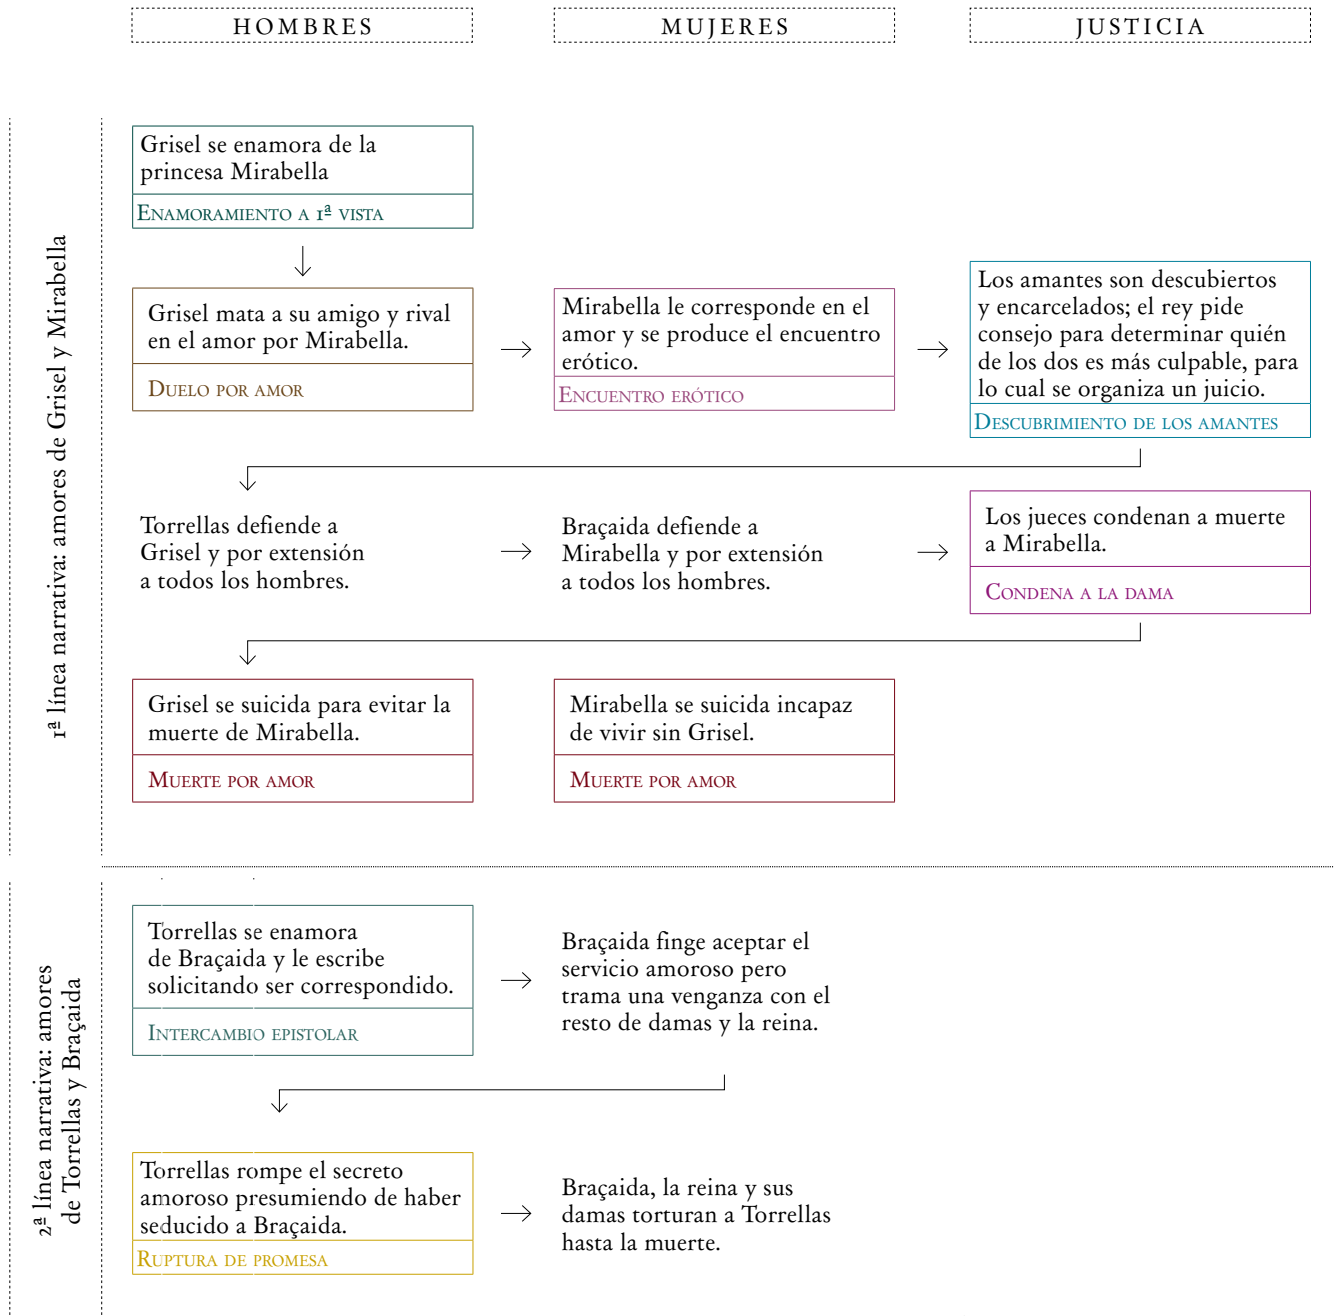 HOMBRES
MUJERES
JUSTICIA
1ª línea narrativa: amores de Grisel y Mirabella
Grisel se enamora de la
princesa Mirabella
Enamoramiento a 1ª vista
Grisel mata a su amigo y rival
en el amor por Mirabella.
Duelo por amor
Mirabella le corresponde en el
amor y se produce el encuentro
erótico.
Encuentro erótico
Los amantes son descubiertos
y encarcelados; el rey pide
consejo para determinar quién
de los dos es más culpable, para
lo cual se organiza un juicio.
Descubrimiento de los amantes
Torrellas defiende a
Grisel y por extensión
a todos los hombres.
Braçaida defiende a
Mirabella y por extensión
a todos los hombres.
Los jueces condenan a muerte
a Mirabella.
Condena a la dama
Grisel se suicida para evitar la
muerte de Mirabella.
Muerte por amor
Mirabella se suicida incapaz
de vivir sin Grisel.
Muerte por amor
2ª línea narrativa: amores
de Torrellas y Braçaida
Torrellas se enamora
de Braçaida y le escribe
solicitando ser correspondido.
Intercambio epistolar
Braçaida finge aceptar el
servicio amoroso pero
trama una venganza con el
resto de damas y la reina.
Torrellas rompe el secreto
amoroso presumiendo de haber
seducido a Braçaida.
Ruptura de promesa
Braçaida, la reina y sus
damas torturan a Torrellas
hasta la muerte.